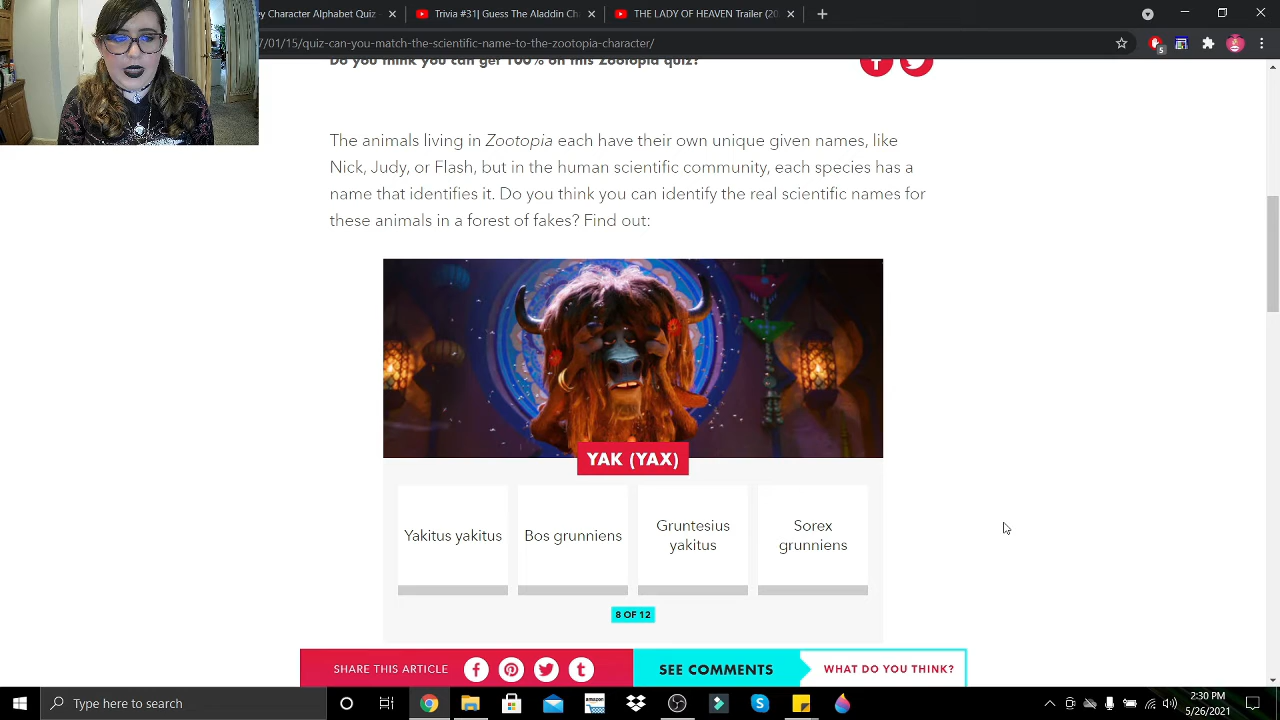 ey Character Alphabet Quiz -
Trivia #31| Guess The Aladdin Ch
THE LADY OF HEAVEN Trailer (20
/01/15/quiz-can-you-match-the-scientific-name-to-the-zootopia-character/
5
Do you think you can get 100% on this Zootopia quiz?
The animals living in Zootopia each have their own unique given names, like
Nick, Judy, or Flash, but in the human scientific community, each species has a
name that identifies it. Do you think you can identify the real scientific names for
these animals in a forest of fakes? Find out:
YAK (YAX)
Yakitus yakitus
Bos grunniens
Gruntesius
yakitus
Sorex
grunniens
8 OF 12
SHARE THIS ARTICLE
SEE COMMENTS
WHAT DO YOU THINK?
Type here to search
amazon
2:30 PM
5/26/2021